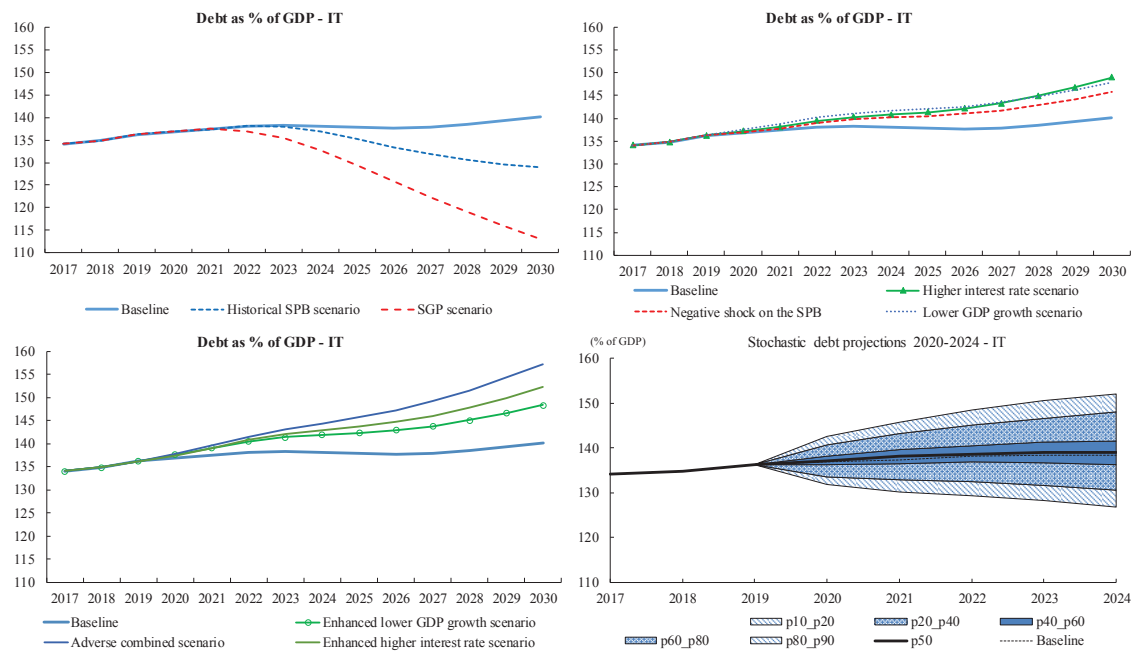 Debt as % of GDP - IT
155
150
145
140
135
130
125
120
115
110
2017 2018 2019 2020 2021 2022 2023 2024 2025 2026 2027 2028 2029 2030
Baseline Historical SPB scenario SGP scenario
Debt as % of GDP - IT
160
155
150
145
140
135
130
125
120
115
110
2017 2018 2019 2020 2021 2022 2023 2024 2025 2026 2027 2028 2029 2030
Baseline Higher interest rate scenario
Negative shock on the SPB Lower GDP growth scenario
Debt as % of GDP - IT
160
155
150
145
140
135
130
125
120
115
110
2017 2018 2019 2020 2021 2022 2023 2024 2025 2026 2027 2028 2029 2030
Baseline Enhanced lower GDP growth scenario
Adverse combined scenario Enhanced higher interest rate scenario
(% of GDP) Stochastic debt projections 2020-2024 - IT
160
150
140
130
120
110
2017 2018 2019 2020 2021 2022 2023 2024
p10_p20 p20_p40 p40_p60
p60_p80 p80_p90 p50 Baseline